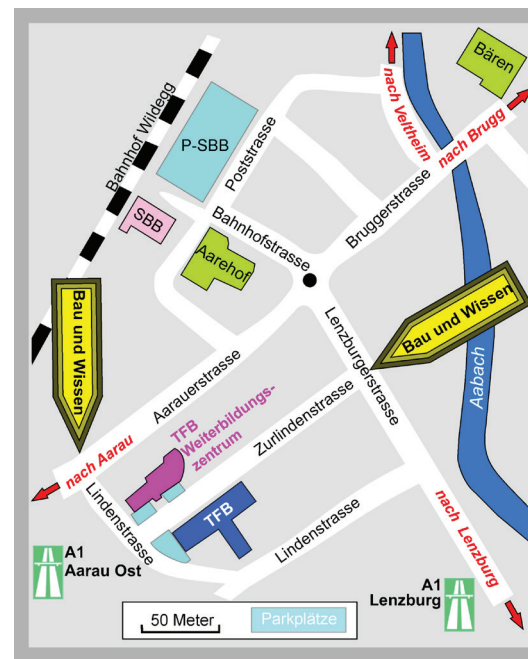 Bären
Bahnhof Wildegg
P-SBB
Poststrasse
nach Veltheim
nach Brugg
SBB
Bahnhofstrasse
Bruggerstrasse
Aarehof
Bau und Wissen
Bau und Wissen
Lenzburgerstrasse
Aabach
Aarauerstrasse
TFB
Weiterbildungs-
zentrum
Zurlindenstrasse
nach Aarau
Lindenstrasse
TFB
Lindenstrasse
nach Lenzburg
A1
Aarau Ost
A1
Lenzburg
50 Meter
Parkplätze